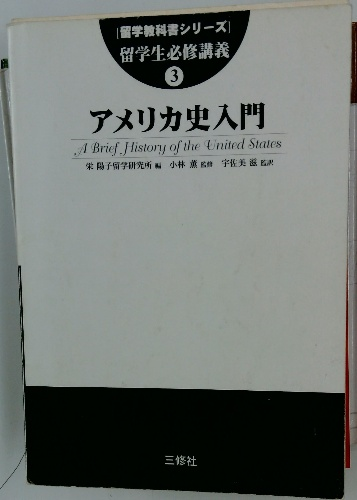 「留学教科書シリーズ」
留学生必修講義
3
アメリカ史入門
A Brief History of the United States
栄 陽子留学研究所 編 小林 薫 監修 宇佐美 滋 監訳
三修社